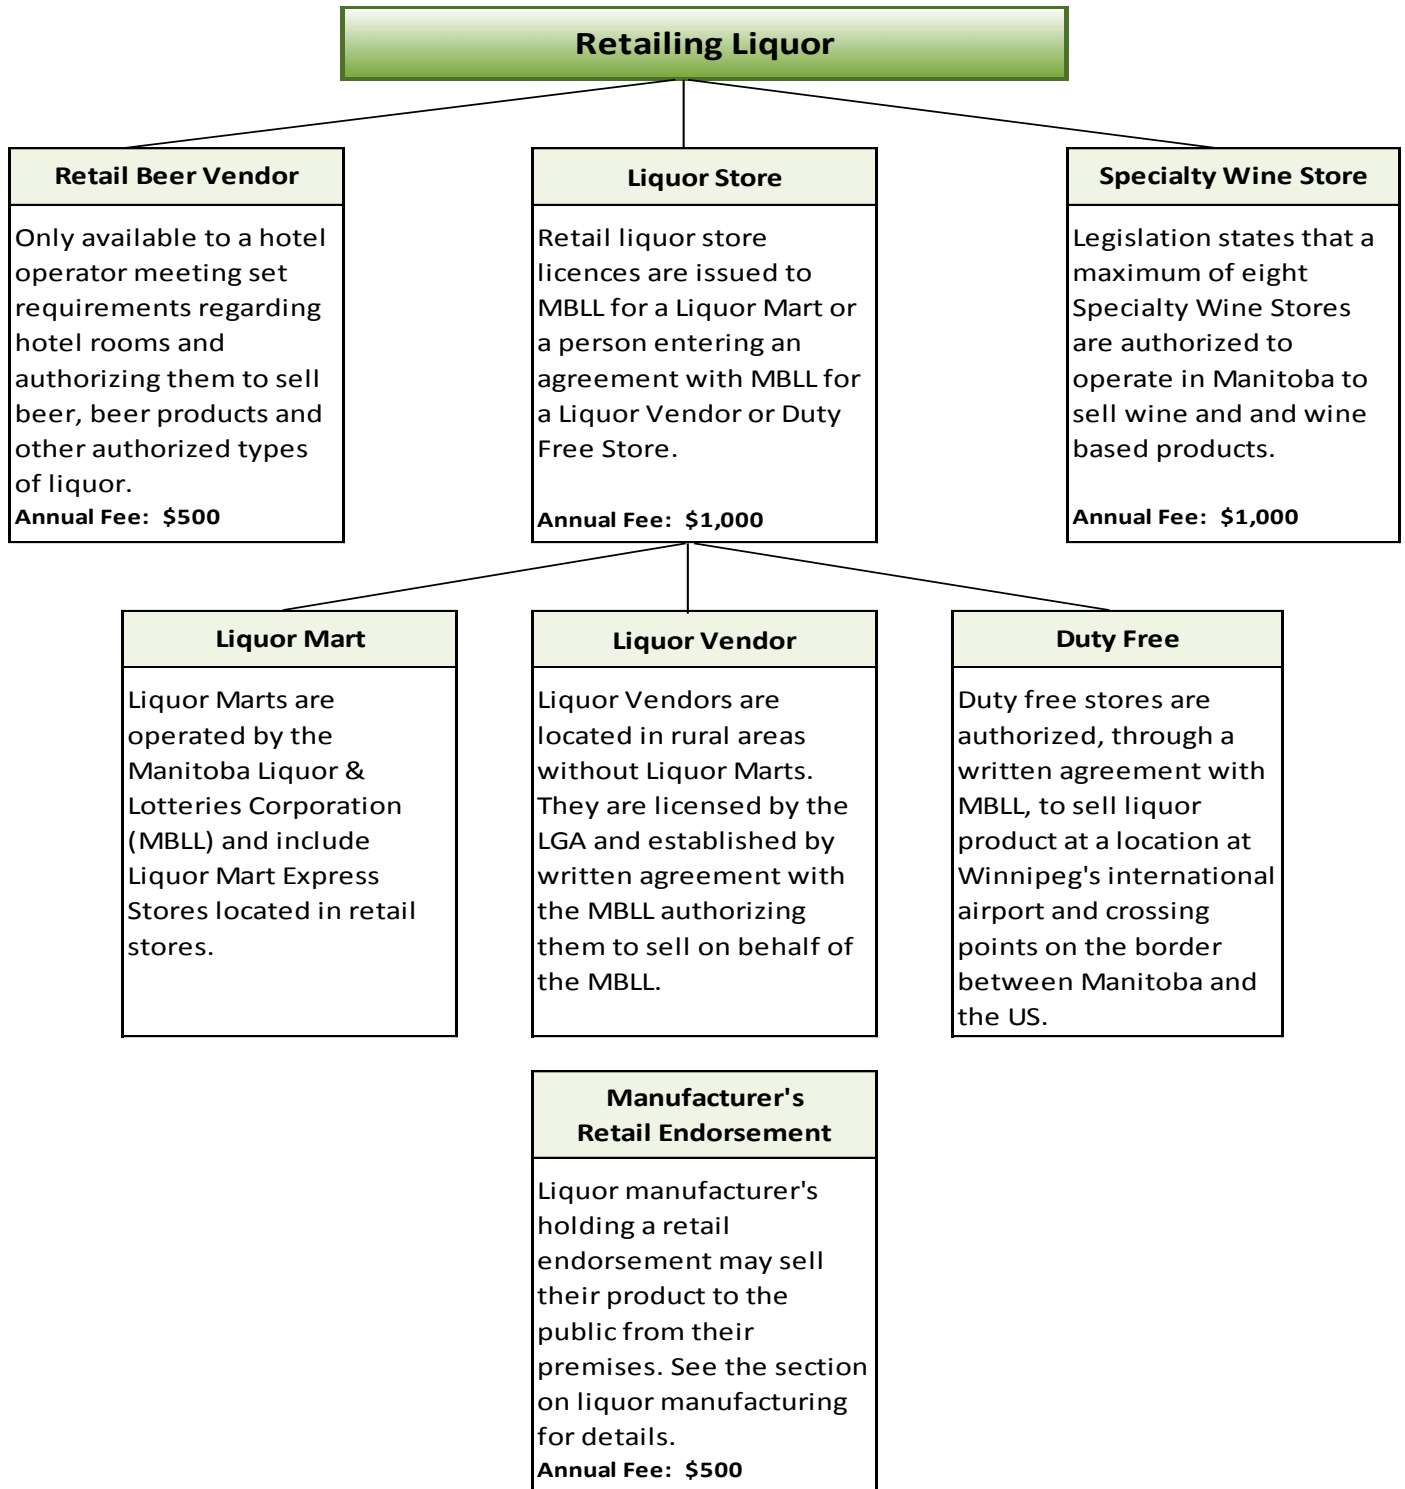 Retailing Liquor
Retail Beer Vendor
Only available to a hotel
operator meeting set
requirements regarding
hotel rooms and
authorizing them to sell
beer, beer products and
other authorized types
of liquor.
Annual Fee: $500
Liquor Store
Retail liquor store
licences are issued to
MBLL for a Liquor Mart or
a person entering an
agreement with MBLL for
a Liquor Vendor or Duty
Free Store.
Annual Fee: $1,000
Specialty Wine Store
Legislation states that a
maximum of eight
Specialty Wine Stores
are authorized to
operate in Manitoba to
sell wine and and wine
based products.
Annual Fee: $1,000
Liquor Mart
Liquor Marts are
operated by the
Manitoba Liquor &
Lotteries Corporation
(MBLL) and include
Liquor Mart Express
Stores located in retail
stores.
Liquor Vendor
Liquor Vendors are
located in rural areas
without Liquor Marts.
They are licensed by the
LGA and established by
written agreement with
the MBLL authorizing
them to sell on behalf of
the MBLL.
Duty Free
Duty free stores are
authorized, through a
written agreement with
MBLL, to sell liquor
product at a location at
Winnipeg's international
airport and crossing
points on the border
between Manitoba and
the US.
Manufacturer's
Retail Endorsement
Liquor manufacturer's
holding a retail
endorsement may sell
their product to the
public from their
premises. See the section
on liquor manufacturing
for details.
Annual Fee: $500